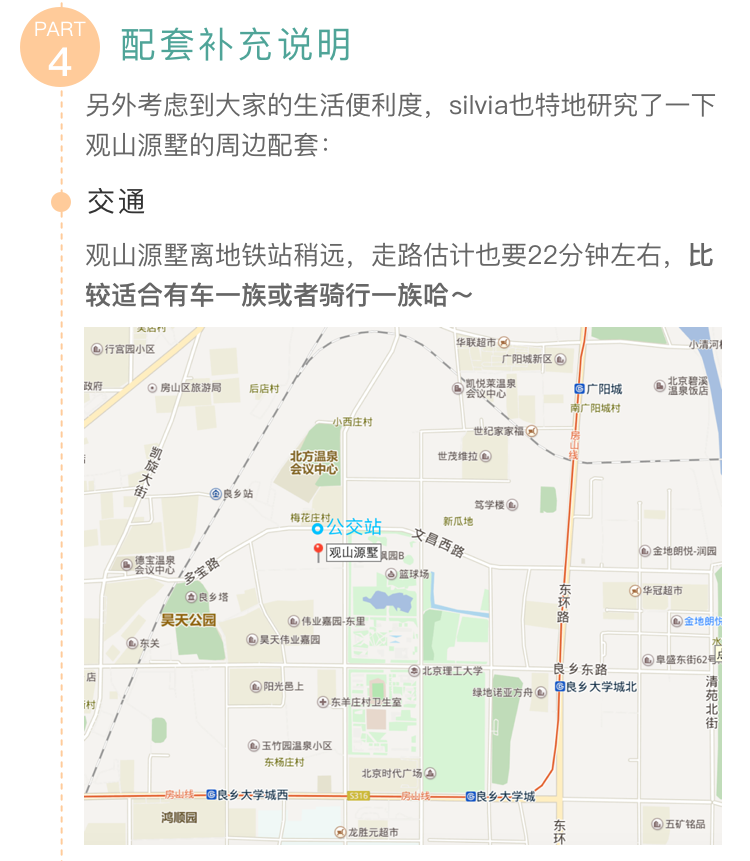 PART
4
配套补充说明
另外考虑到大家的生活便利度，silvia也特地研究了一下
观山源墅的周边配套：
交通
观山源墅离地铁站稍远，走路估计也要22分钟左右，比
较适合有车一族或者骑行一族哈～
吴店村
华联超市
小清河
行宫园小区
广阳城新区
政府
房山区旅游局
后店村
凯悦莱温泉
会议中心
广阳城
北京碧溪
温泉饭店
南广阳城村
小西庄村
世纪家家福
房山线
北方温泉
会议中心
世茂维拉
凯旋大街
良乡站
笃学楼
梅花庄村
公交站
新瓜地
文昌西路
观山源墅
枫园B
金地朗悦-润园
德宝温泉
会议中心
多宝路
篮球场
良乡塔
东环路
华冠超市
昊天公园
伟业嘉园-东里
金地朗悦
东关
昊天伟业嘉园
水
阜盛东街62号
店
北京理工大学
良乡东路
阳光邑上
绿地诺亚方舟
良乡大学城北
清苑北街
村
东羊庄村卫生室
玉竹园温泉小区
东杨庄村
北京时代广场
房山线
良乡大学城西
S316
房山线
良乡大学城
鸿顺园
龙胜元超市
东环
五矿铭品